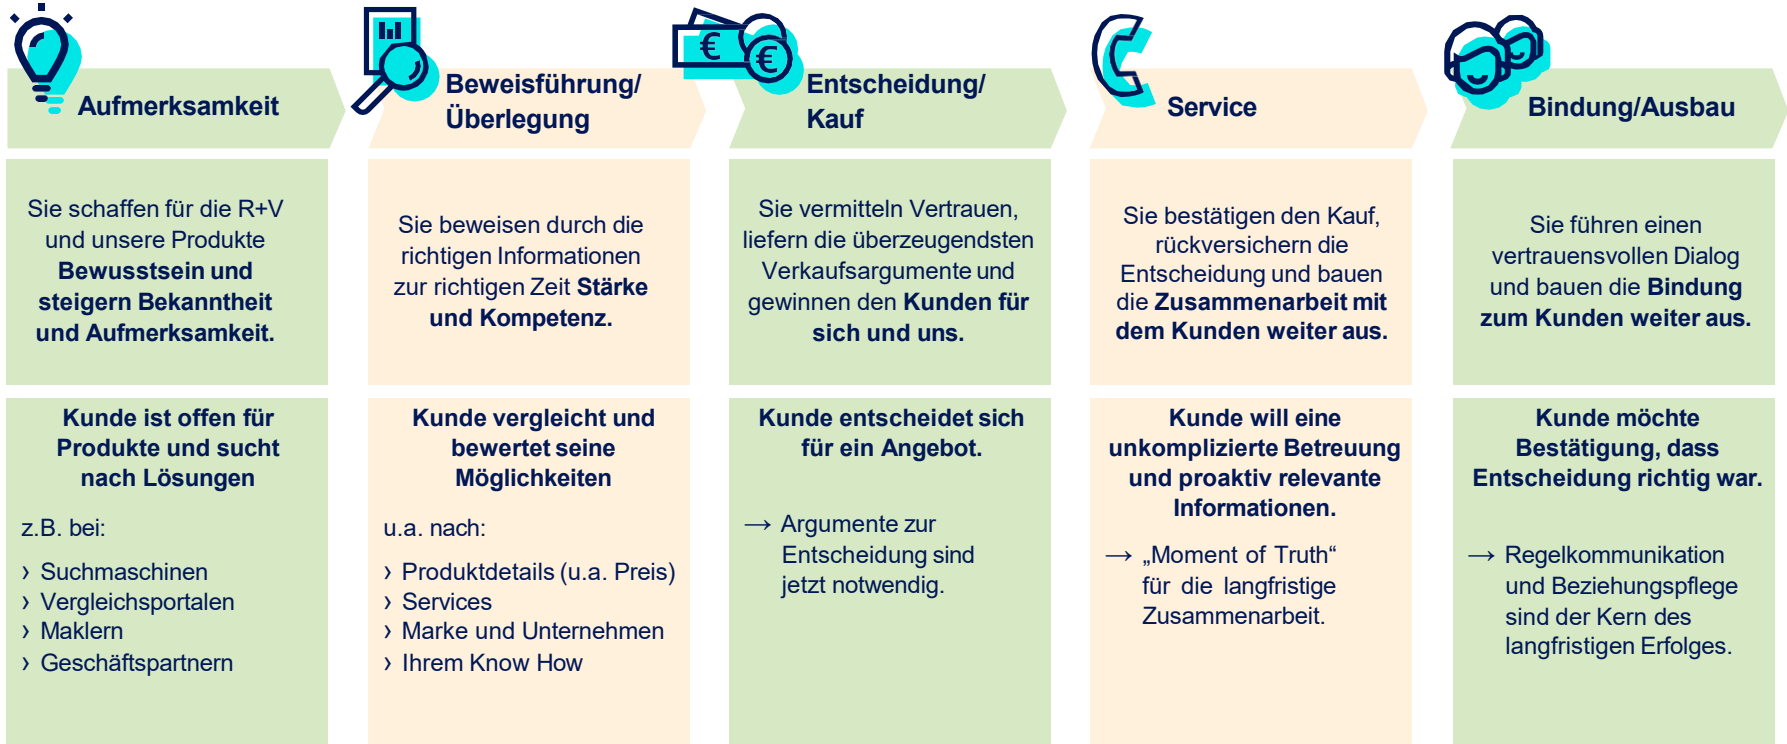 Aufmerksamkeit
Beweisführung/
Überlegung
Entscheidung/
Kauf
Service
Bindung/Ausbau
Sie schaffen für die R+V
und unsere Produkte
Bewusstsein und
steigern Bekanntheit
und Aufmerksamkeit.
Sie beweisen durch die
richtigen Informationen
zur richtigen Zeit Stärke
und Kompetenz.
Sie vermitteln Vertrauen,
liefern die überzeugendsten
Verkaufsargumente und
gewinnen den Kunden für
sich und uns.
Sie bestätigen den Kauf,
rückversichern die
Entscheidung und bauen
die Zusammenarbeit mit
dem Kunden weiter aus.
Sie führen einen
vertrauensvollen Dialog
und bauen die Bindung
zum Kunden weiter aus.
Kunde ist offen für
Produkte und sucht
nach Lösungen
z.B. bei:
› Suchmaschinen
› Vergleichsportalen
› Maklern
› Geschäftspartnern
Kunde vergleicht und
bewertet seine
Möglichkeiten
u.a. nach:
› Produktdetails (u.a. Preis)
› Services
› Marke und Unternehmen
› Ihrem Know How
Kunde entscheidet sich
für ein Angebot.
→ Argumente zur
Entscheidung sind
jetzt notwendig.
Kunde will eine
unkomplizierte Betreuung
und proaktiv relevante
Informationen.
→ „Moment of Truth“
für die langfristige
Zusammenarbeit.
Kunde möchte
Bestätigung, dass
Entscheidung richtig war.
→ Regelkommunikation
und Beziehungspflege
sind der Kern des
langfristigen Erfolges.